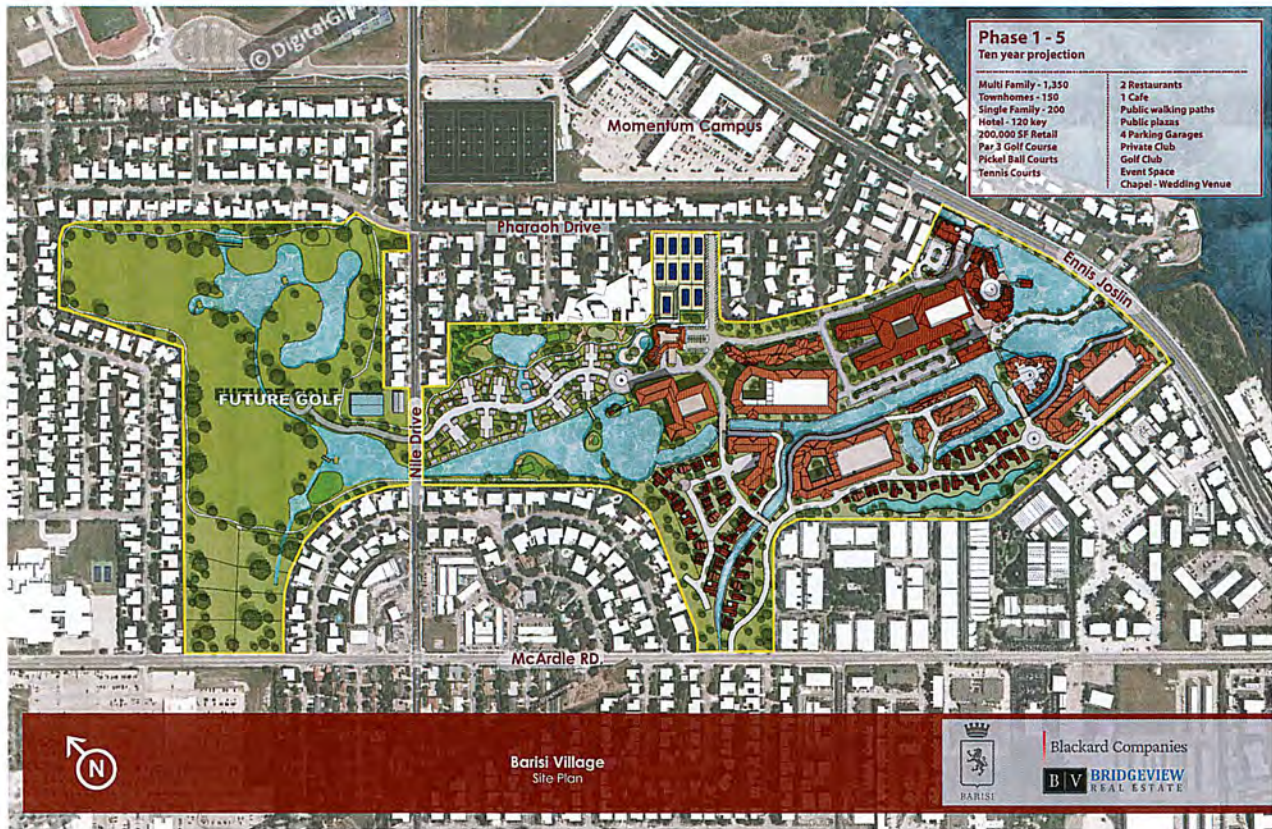 © DigitalGl
Phase 1 - 5
Ten year projection
Multi Family - 1,350
Townhomes - 150
Single Family - 200
Hotel - 120 key
200,000 SF Retail
Par 3 Golf Course
Pickel Ball Courts
Tennis Courts
2 Restaurants
1 Cafe
Public walking paths
Public plazas
4 Parking Garages
Private Club
Golf Club
Event Space
Chapel - Wedding Venue
Momentum Campus
Pharaoh Drive
Ennis Joslin
FUTURE GOLF
Nile Drive
McArdle RD.
N
Barisi Village
Site Plan
BARISI
Blackard Companies
B V BRIDGEVIEW
REAL ESTATE